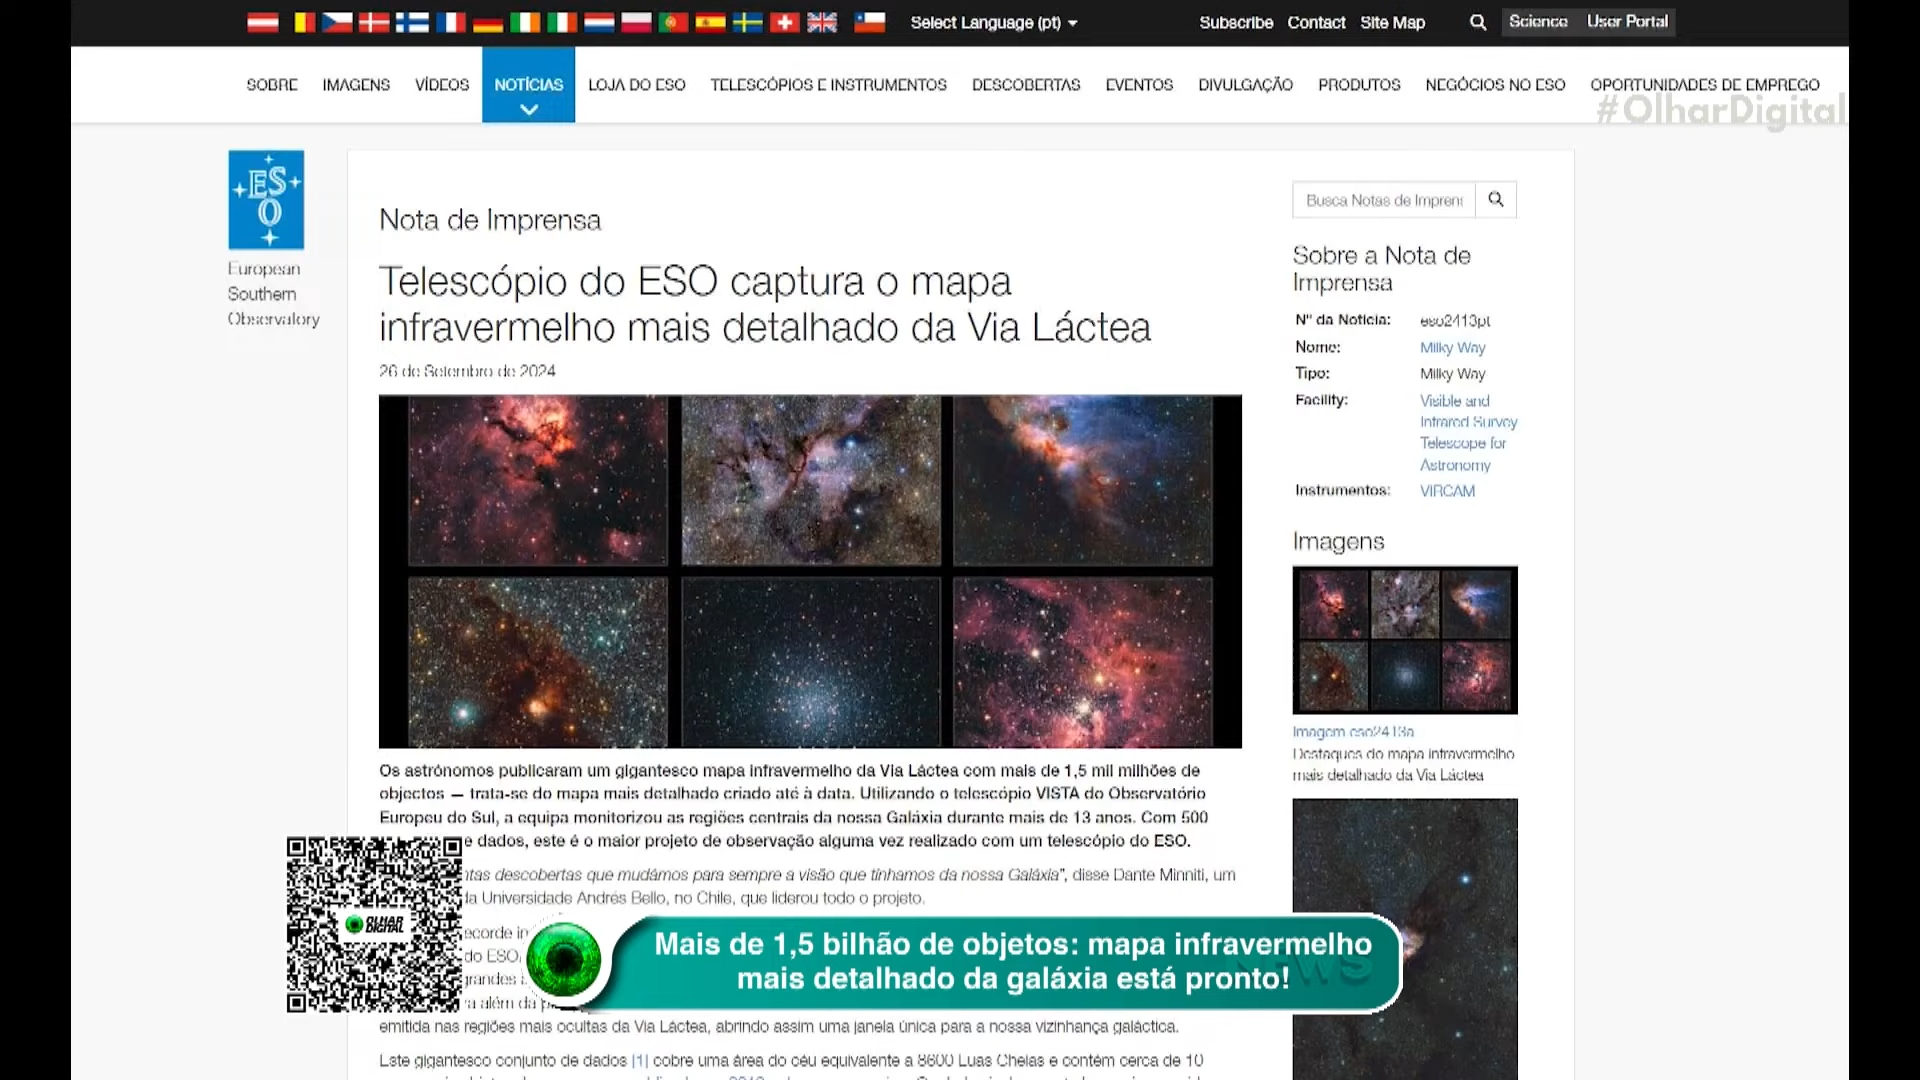 Select Language (pt)
Subscribe Contact Site Map
Science User Portal
SOBRE IMAGENS VÍDEOS NOTÍCIAS LOJA DO ESO TELESCÓPIOS E INSTRUMENTOS DESCOBERTAS EVENTOS DIVULGAÇÃO PRODUTOS NEGÓCIOS NO ESO OPORTUNIDADES DE EMPREGO
#OlharDigital
ES
O
European
Southern
Observatory
Nota de Imprensa
Telescópio do ESO captura o mapa
infravermelho mais detalhado da Via Láctea
26 de Setembro de 2024
Os astrónomos publicaram um gigantesco mapa infravermelho da Via Láctea com mais de 1,5 mil milhões de
objectos — trata-se do mapa mais detalhado criado até à data. Utilizando o telescópio VISTA do Observatório
Europeu do Sul, a equipa monitorizou as regiões centrais da nossa Galáxia durante mais de 13 anos. Com 500
e dados, este é o maior projeto de observação alguma vez realizado com um telescópio do ESO.
descobertas que mudámos para sempre a visão que tínhamos da nossa Galáxia", disse Dante Minniti, um
da Universidade Andrés Bello, no Chile, que liderou todo o projeto.
do ESO.
grandes
além da
emitida nas regiões mais ocultas da Via Láctea, abrindo assim uma janela única para a nossa vizinhança galáctica.
Este gigantesco conjunto de dados [1] cobre uma área do céu equivalente a 8600 Luas Cheias e contém cerca de 10
Busca Notas de Imprens
Sobre a Nota de
Imprensa
Nº da Notícia: eso2413pt
Nome: Milky Way
Tipo: Milky Way
Facility: Visible and
Infrared Survey
Telescope for
Astronomy
Instrumentos: VIRCAM
Imagens
Imagem eso2413a
Destaques do mapa infravermelho
mais detalhado da Via Láctea
OLHAR
DIGITAL
Mais de 1,5 bilhão de objetos: mapa infravermelho
mais detalhado da galáxia está pronto!